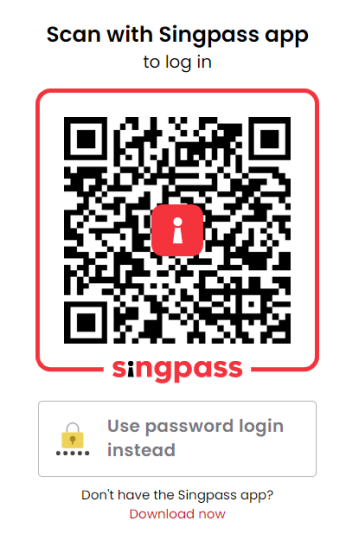 Scan with Singpass app
to log in
singpass
Use password login
instead
Don't have the Singpass app?
Download now